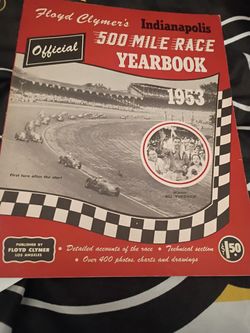 Floyd Clymer's
Indianapolis
Official
500 MILE RACE
YEARBOOK
1953
First turn after the start
Winner
BILL VUKOVICH
PUBLISHED BY
FLOYD CLYMER
LOS ANGELES
• Detailed accounts of the race • Technical section
• Over 400 photos, charts and drawings
$1.50